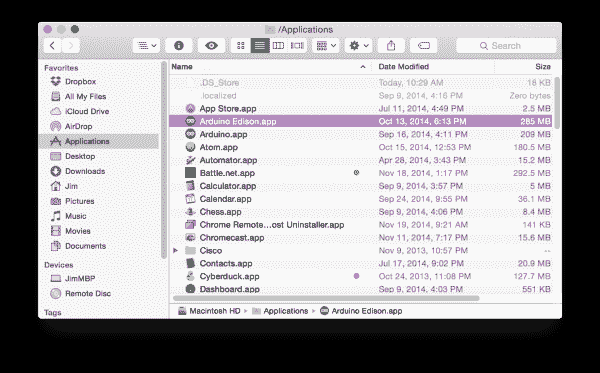 /Applications
Search
Favorites
Dropbox
All My Files
iCloud Drive
AirDrop
Applications
Desktop
Downloads
Jim
Pictures
Music
Movies
Documents
Devices
JimMBP
Remote Disc
Tags
Name Date Modified Size
.DS_Store Today, 10:29 AM 18 KB
.localized Sep 9, 2014, 4:16 PM Zero bytes
App Store.app Jul 11, 2014, 4:49 PM 2.5 MB
Arduino Edison.app Oct 13, 2014, 6:13 PM 285 MB
Arduino.app Sep 16, 2014, 4:11 PM 209 MB
Atom.app Oct 15, 2014, 12:53 PM 180.5 MB
Automator.app Apr 28, 2014, 3:43 PM 15.2 MB
Battle.net.app Nov 18, 2014, 1:17 PM 292.5 MB
Calculator.app Sep 9, 2014, 3:57 PM 5 MB
Calendar.app Sep 24, 2014, 9:55 PM 36.1 MB
Chess.app Sep 9, 2014, 4:06 PM 8.4 MB
Chrome Remote...ost Uninstaller.app Nov 19, 2014, 9:21 AM 141 KB
Chromecast.app Nov 11, 2014, 7:17 PM 15.6 MB
Cisco Nov 9, 2013, 10:57 PM --
Contacts.app Jul 17, 2014, 9:02 PM 20.9 MB
Cyberduck.app Oct 24, 2013, 11:08 PM 127.7 MB
Dashboard.app Sep 9, 2014, 4:03 PM 551 KB
Macintosh HD Applications Arduino Edison.app